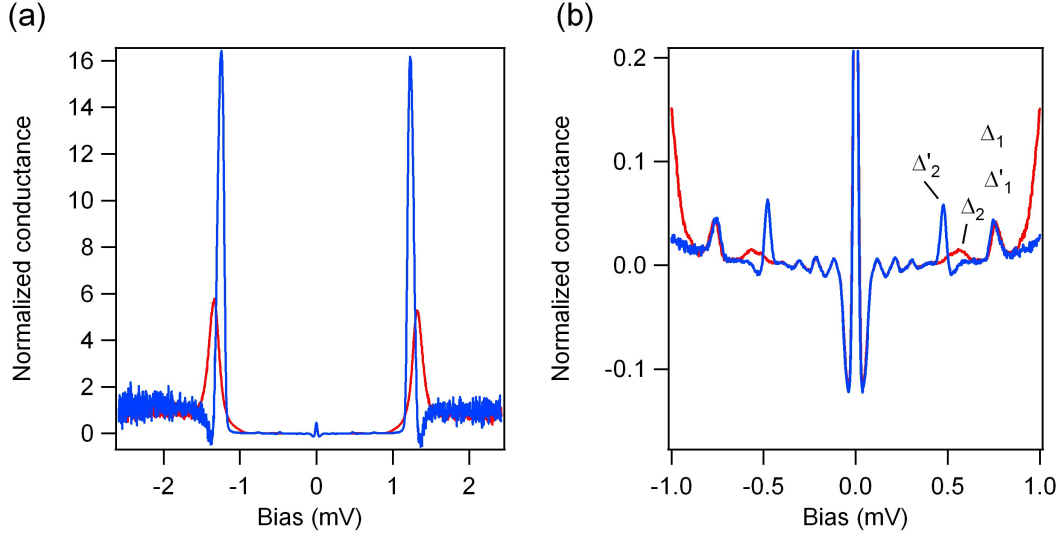 (a)
Normalized conductance
16
14
12
10
8
6
4
2
0
-2
-1
0
1
2
Bias (mV)
(b)
Normalized conductance
0.2
0.1
0.0
-0.1
Δ1
Δ'2
Δ'1
Δ2
-1.0
-0.5
0.0
0.5
1.0
Bias (mV)